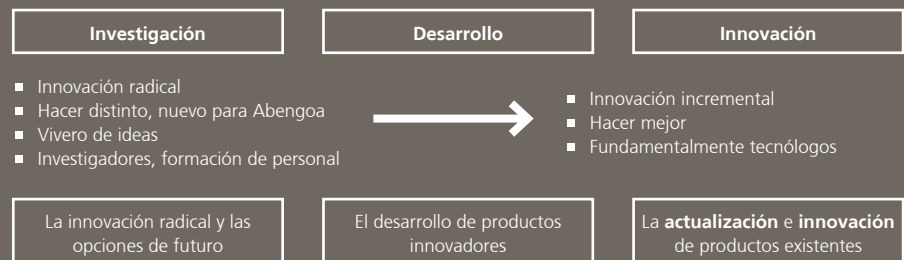 Investigación
Desarrollo
Innovación
Innovación radical
Hacer distinto, nuevo para Abengoa
Vivero de ideas
Investigadores, formación de personal
Innovación incremental
Hacer mejor
Fundamentalmente tecnólogos
La innovación radical y las
opciones de futuro
El desarrollo de productos
innovadores
La actualización e innovación
de productos existentes